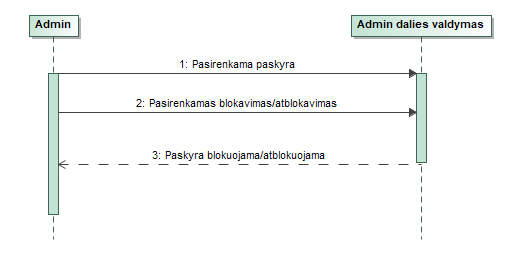 Admin
Admin dalies valdymas
1: Pasirenkama paskyra
2: Pasirenkamas blokavimas/atblokavimas
3: Paskyra blokuojama/atblokuojama